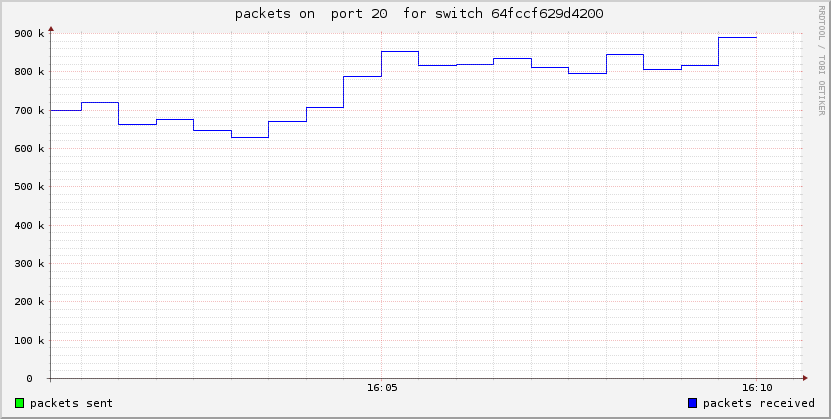 packets on  port 20  for switch 64fccf629d4200
RRDTOOL / TOBI OETIKER
900 k
800 k
700 k
600 k
500 k
400 k
300 k
200 k
100 k
0
16:05 16:10
packets sent packets received